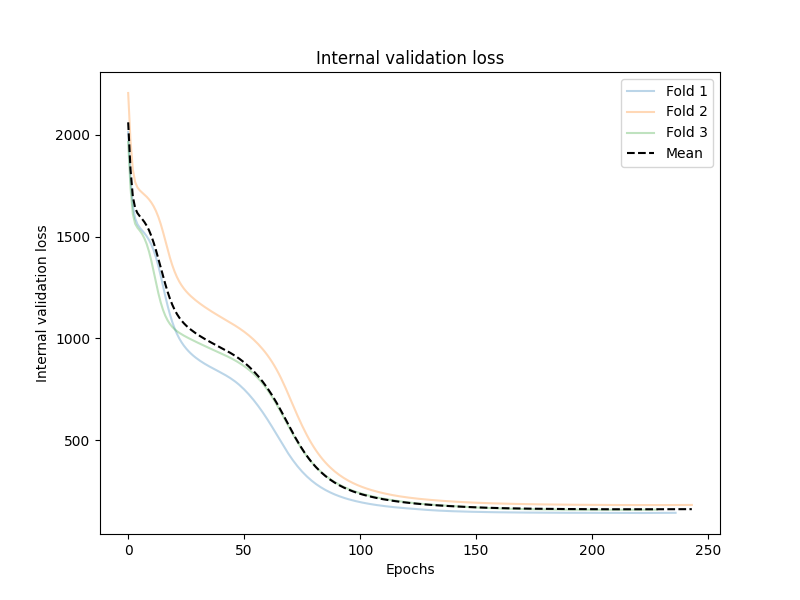 Internal validation loss
Fold 1
Fold 2
Fold 3
Mean
Internal validation loss
2000
1500
1000
500
0
50
100
150
200
250
Epochs